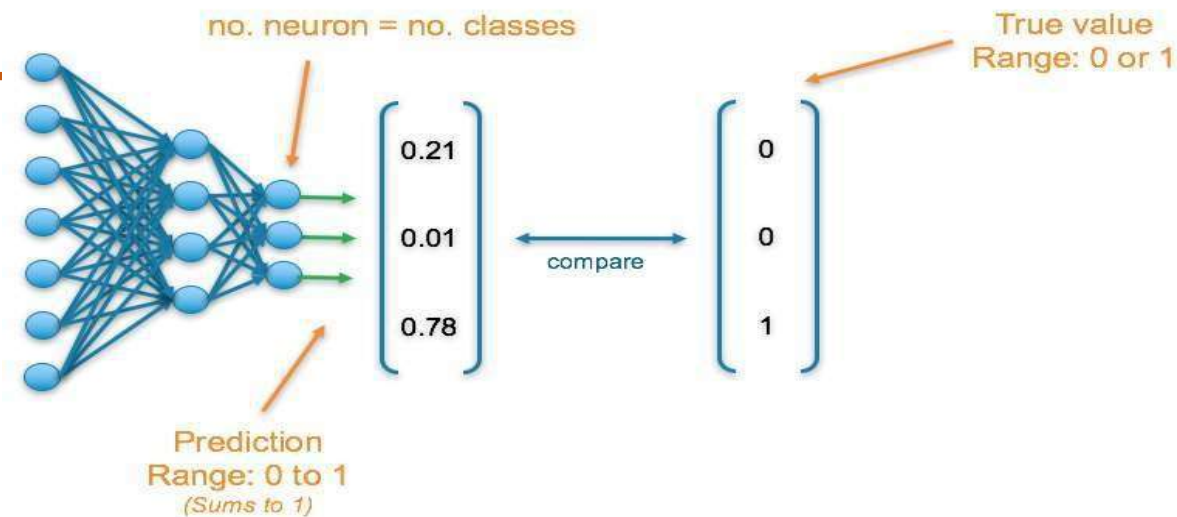 no. neuron = no. classes
True value
Range: 0 or 1
0.21
0
0.01
0
compare
0.78
1
Prediction
Range: 0 to 1
(Sums to 1)